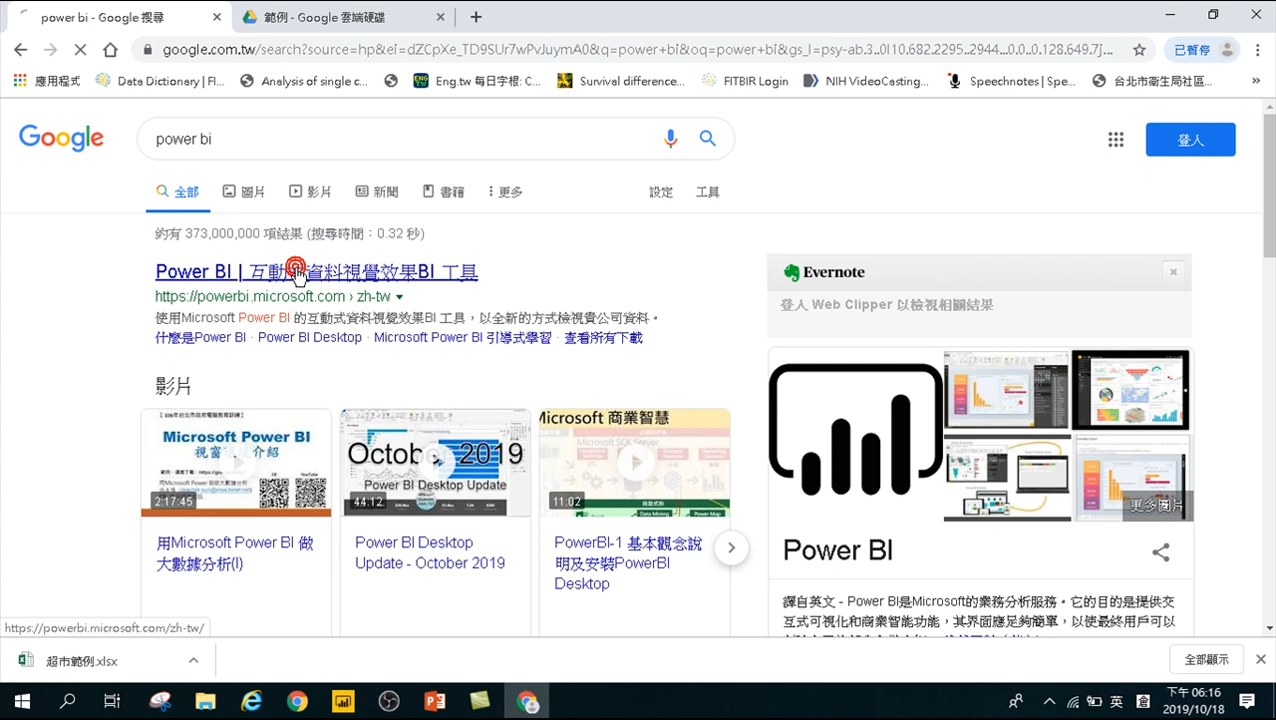 power bi - Google 搜尋
範例 - Google 雲端硬碟
google.com.tw/search?source=hp&ei=dZCpXe_TD9SUr7wPvJuymA0&q=power+bi&oq=power+bi&gs_l=psy-ab.3..0l10.682.2295..2944...0.0..0.128.649.7j...
已暫停
應用程式
Data Dictionary | Fl...
Analysis of single c...
Eng.tw 每日字根: C...
Survival difference...
FITBIR Login
NIH VideoCasting...
Speechnotes | Spe...
台北市衛生局社區...
»
Google
power bi
登入
全部
圖片
影片
新聞
書籍
更多
設定
工具
約有 373,000,000 項結果 (搜尋時間：0.32 秒)
Power BI | 互動 資料視覺效果BI 工具
https://powerbi.microsoft.com › zh-tw
使用Microsoft Power BI 的互動式資料視覺效果BI 工具，以全新的方式檢視貴公司資料。
什麼是Power BI · Power BI Desktop · Microsoft Power BI 引導式學習 · 查看所有下載
Evernote
登入 Web Clipper 以檢視相關結果
影片
Microsoft Power BI
2:17:45
用Microsoft Power BI 做
大數據分析(I)
October 2019
Power BI Desktop Update
44:12
Power BI Desktop
Update - October 2019
Microsoft 商業智慧
Microsoft SQL Server
Data Mining
Power Map
11:02
PowerBI-1 基本觀念說
明及安裝PowerBI
Desktop
更多圖片
Power BI
譯自英文 - Power BI是Microsoft的業務分析服務。它的目的是提供交
互式可視化和商業智能功能，其界面應足夠簡單，以使最終用戶可以
https://powerbi.microsoft.com/zh-tw/
超市範例.xlsx
全部顯示
英
下午 06:16
2019/10/18